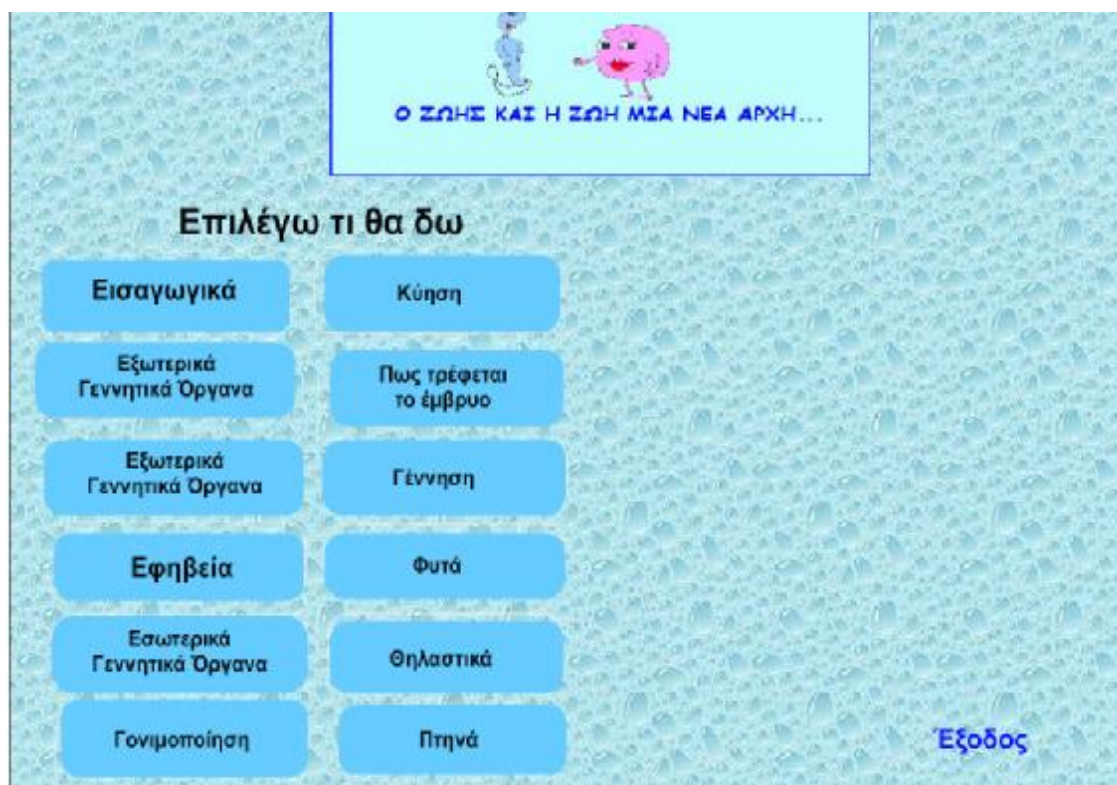 Ο ΖΩΗΣ ΚΑΙ Η ΖΩΗ ΜΙΑ ΝΕΑ ΑΡΧΗ...
Επιλέγω τι θα δω
Εισαγωγικά
Εξωτερικά
Γεννητικά Όργανα
Εξωτερικά
Γεννητικά Όργανα
Εφηβεία
Εσωτερικά
Γεννητικά Όργανα
Γονιμοποίηση
Κύηση
Πως τρέφεται
το έμβρυο
Γέννηση
Φυτά
Θηλαστικά
Πτηνά
Έξοδος